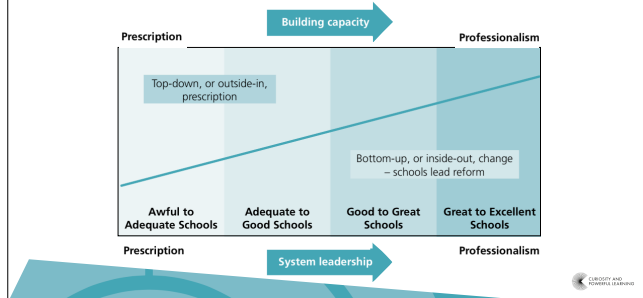 Building capacity
Prescription
Professionalism
Top-down, or outside-in,
prescription
Bottom-up, or inside-out, change
– schools lead reform
Awful to
Adequate Schools
Adequate to
Good Schools
Good to Great
Schools
Great to Excellent
Schools
Prescription
System leadership
Professionalism
CURIOSITY AND
POWERFUL LEARNING